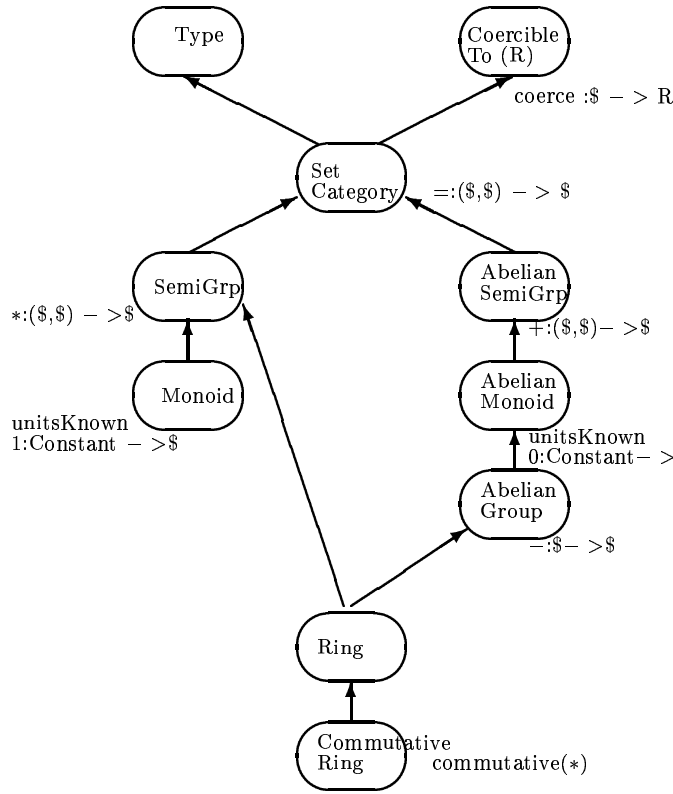 Type
Coercible
To (R)
coerce :$ − > R
Set
Category
=:($,$) − > $
SemiGrp
Abelian
SemiGrp
*:($,$) − >$
+:($,$)− >$
Monoid
Abelian
Monoid
unitsKnown
1:Constant − >$
unitsKnown
0:Constant− >
Abelian
Group
−:$− >$
Ring
Commutative
Ring
commutative(*)